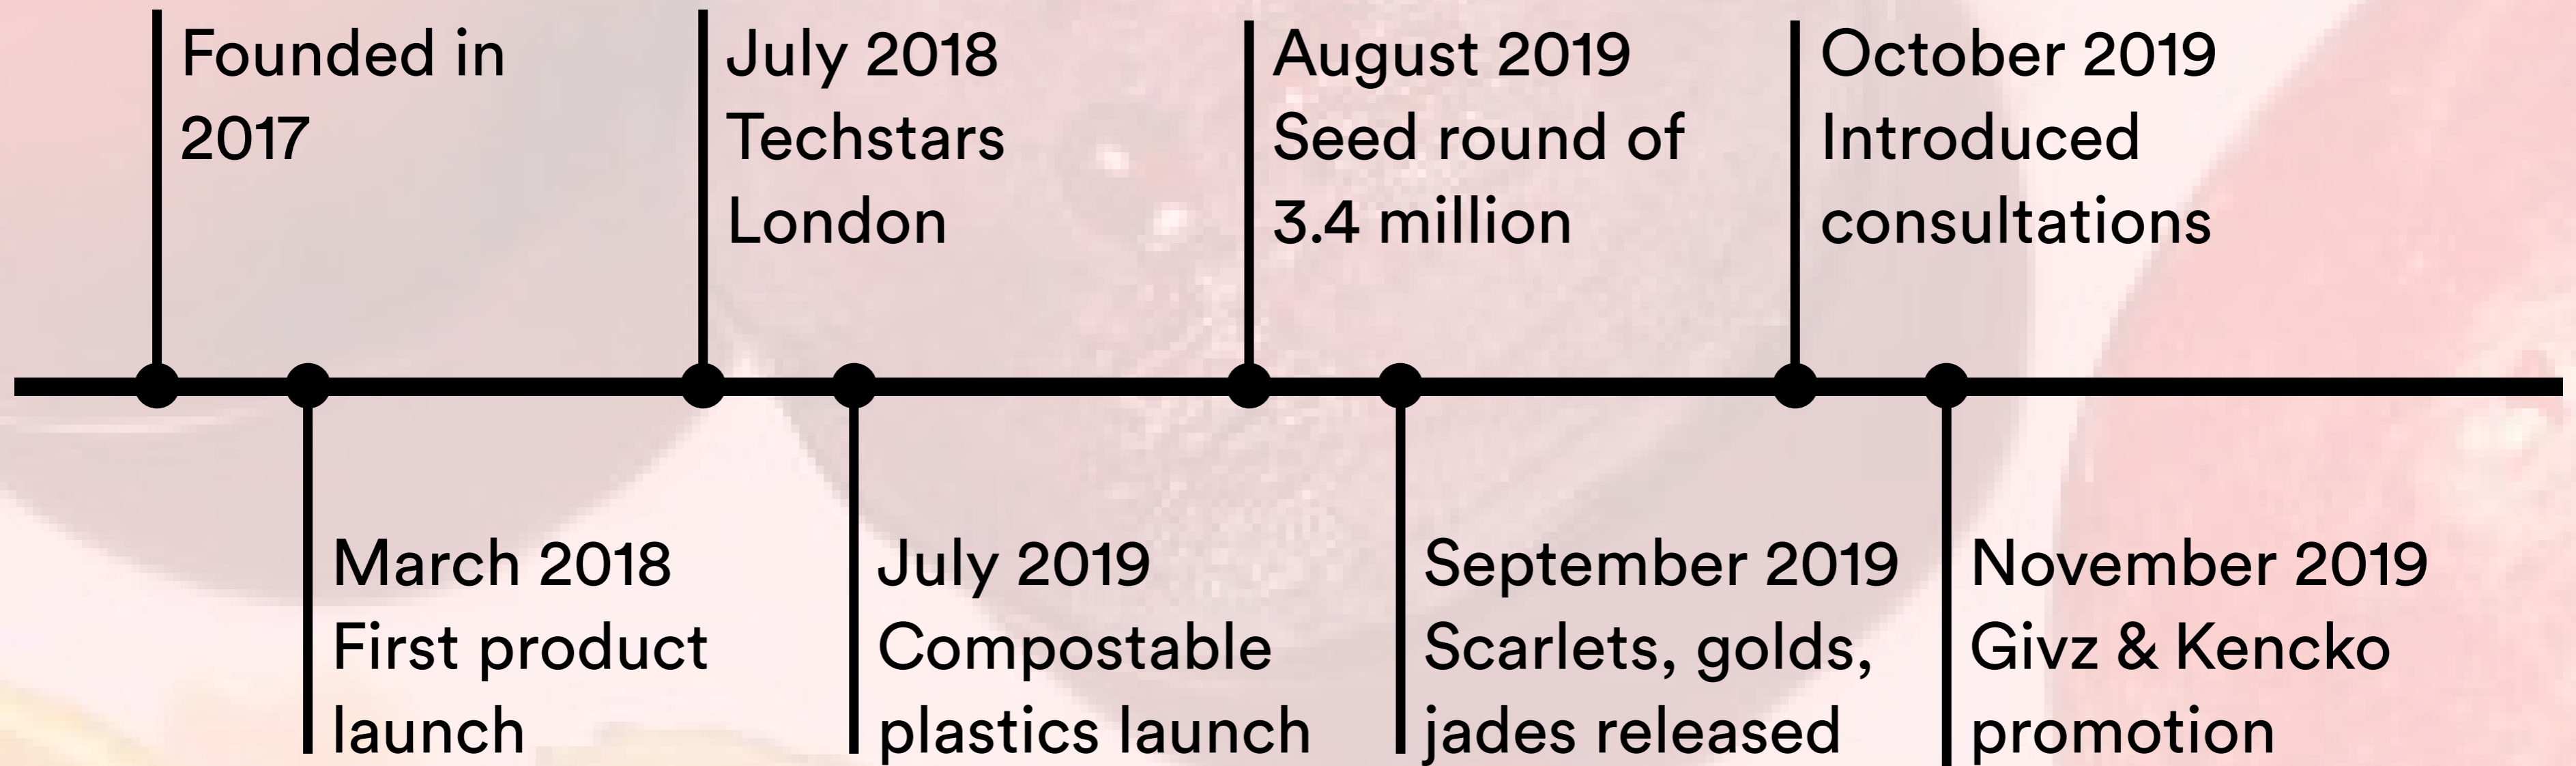 Founded in
2017
March 2018
First product
launch
July 2018
Techstars
London
July 2019
Compostable
plastics launch
August 2019
Seed round of
3.4 million
September 2019
Scarlets, golds,
jades released
October 2019
Introduced
consultations
November 2019
Givz & Kencko
promotion